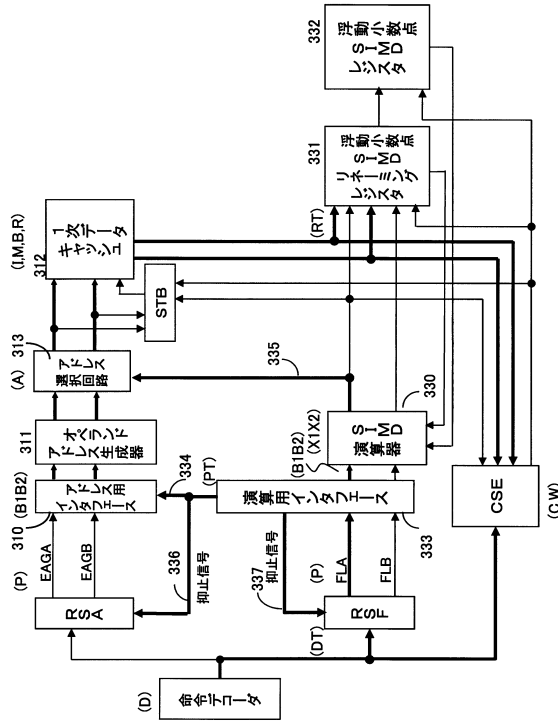 (D)
命令デコーダ
(P)
RSA
EAGA
EAGB
310
(B1B2)
アドレス用
インタフェース
311
オペランド
アドレス生成器
(A)
313
アドレス
選択回路
(I,M,B,R)
312
1次データ
キャッシュ
STB
336
抑止信号
334
(PT)
335
337
抑止信号
(DT)
RSF
(P)
FLA
FLB
演算用インタフェース
333
(B1B2)
(X1X2)
SIMD
演算器
330
(RT)
331
浮動小数点
SIMD
リネーミング
レジスタ
332
浮動小数点
SIMD
レジスタ
CSE
(C,W)